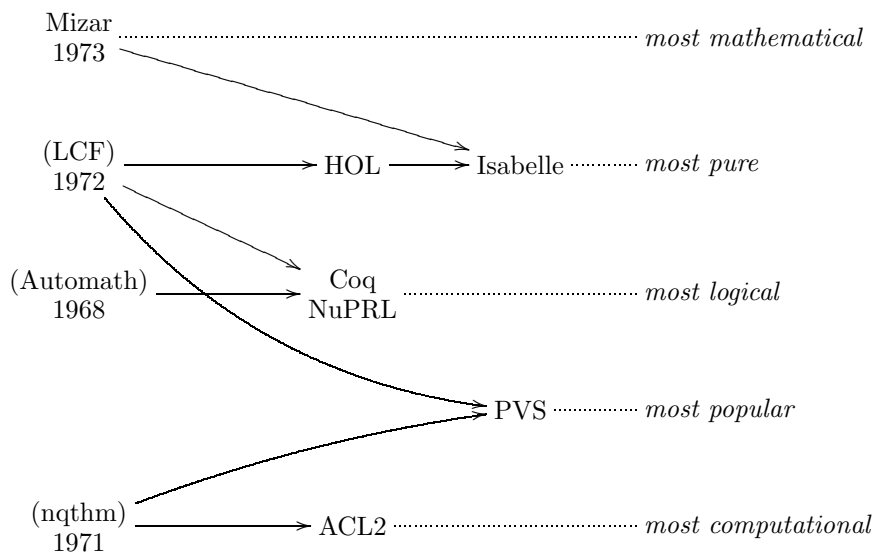 Mizar
1973
most mathematical
(LCF)
1972
HOL
Isabelle
most pure
(Automath)
1968
Coq
NuPRL
most logical
PVS
most popular
(nqthm)
1971
ACL2
most computational